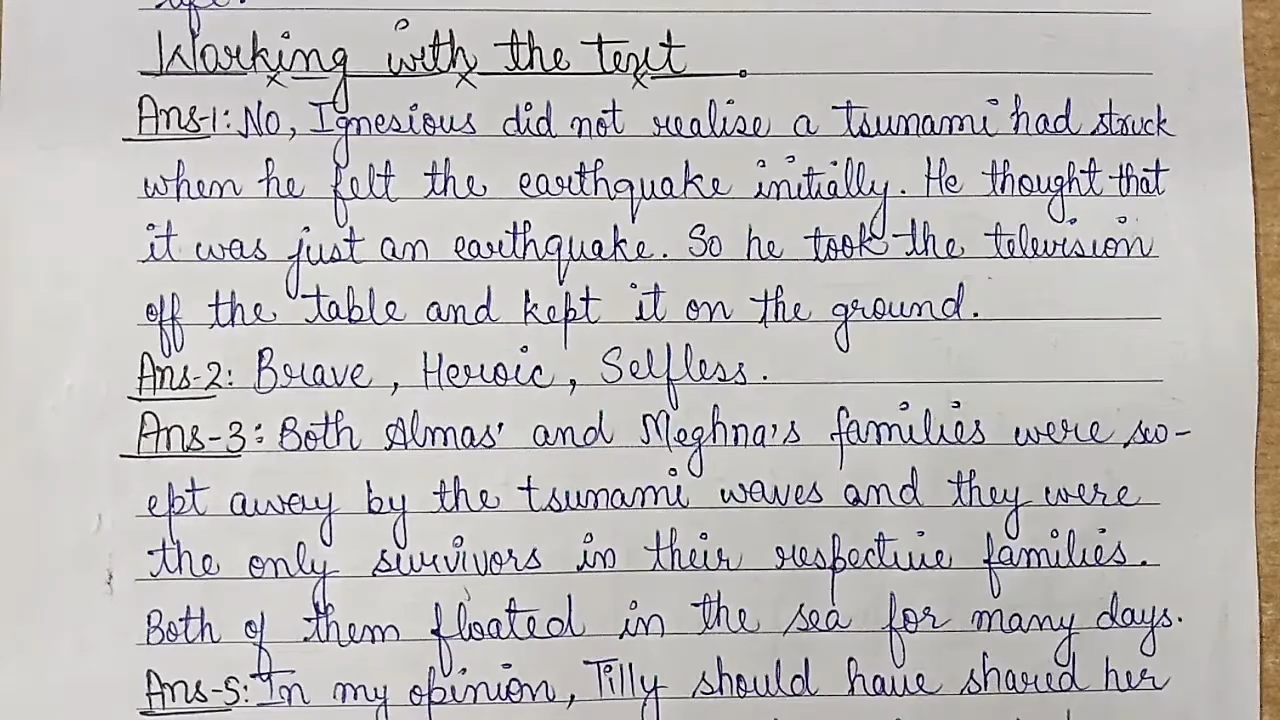 life.
Working with the text.
Ans-1: No, Ignesious did not realise a tsunami had struck
when he felt the earthquake initially. He thought that
it was just an earthquake. So he took the television
off the table and kept it on the ground.
Ans-2: Brave, Heroic, Selfless.
Ans-3: Both Almas' and Meghna's families were sw-
ept away by the tsunami waves and they were
the only survivors in their respective families.
Both of them floated in the sea for many days.
Ans-5: In my opinion, Tilly should have shared her